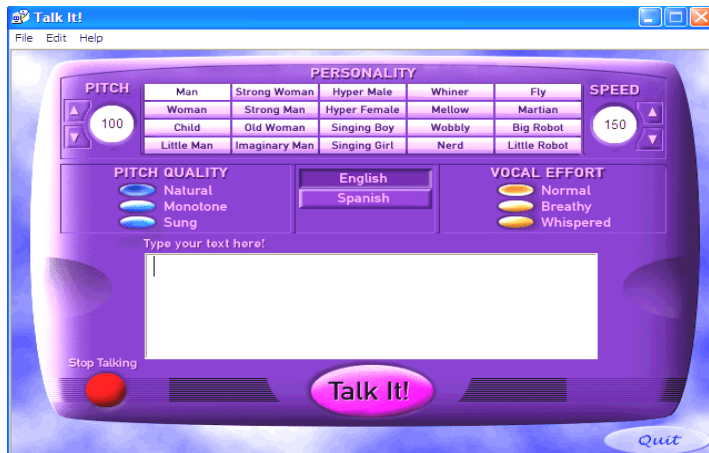 Talk It!
File Edit Help
PERSONALITY
PITCH
SPEED
Man Strong Woman Hyper Male Whiner Fly
Woman Strong Man Hyper Female Mellow Martian
100
150
Child Old Woman Singing Boy Wobbly Big Robot
Little Man Imaginary Man Singing Girl Nerd Little Robot
PITCH QUALITY
Natural
Monotone
Sung
English
Spanish
VOCAL EFFORT
Normal
Breathy
Whispered
Type your text here!
Stop Talking
Talk It!
Quit